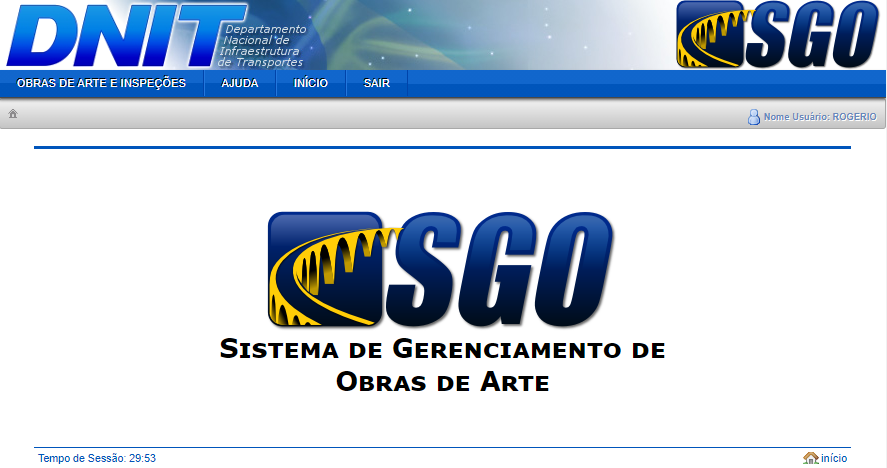 DNIT
Departamento
Nacional de
Infraestrutura
de Transportes
SGO
OBRAS DE ARTE E INSPEÇÕES AJUDA INÍCIO SAIR
Nome Usuário: ROGERIO
SGO
SISTEMA DE GERENCIAMENTO DE
OBRAS DE ARTE
Tempo de Sessão: 29:53 início